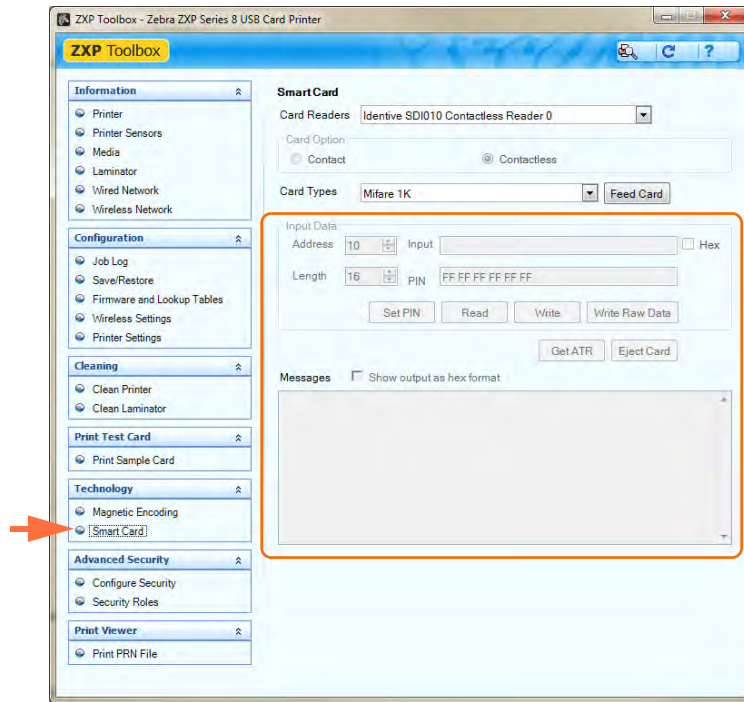 ZXP Toolbox - Zebra ZXP Series 8 USB Card Printer
ZXP Toolbox
?
Information
Printer
Printer Sensors
Media
Laminator
Wired Network
Wireless Network
Configuration
Job Log
Save/Restore
Firmware and Lookup Tables
Wireless Settings
Printer Settings
Cleaning
Clean Printer
Clean Laminator
Print Test Card
Print Sample Card
Technology
Magnetic Encoding
Smart Card
Advanced Security
Configure Security
Security Roles
Print Viewer
Print PRN File
Smart Card
Card Readers Identive SDI010 Contactless Reader 0
Card Option
Contact Contactless
Card Types Mifare 1K Feed Card
Input Data
Address 10 Input Hex
Length 16 PIN FF FF FF FF FF FF
Set PIN Read Write Write Raw Data
Get ATR Eject Card
Messages Show output as hex format